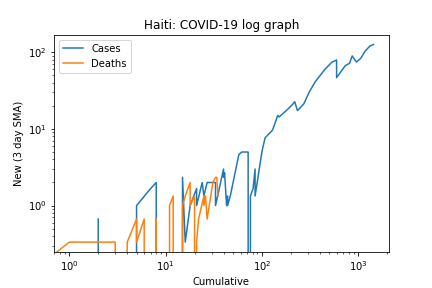 Haiti: COVID-19 log graph
Cases
Deaths
New (3 day SMA)
10²
10¹
10⁰
10⁰ 10¹ 10² 10³
Cumulative